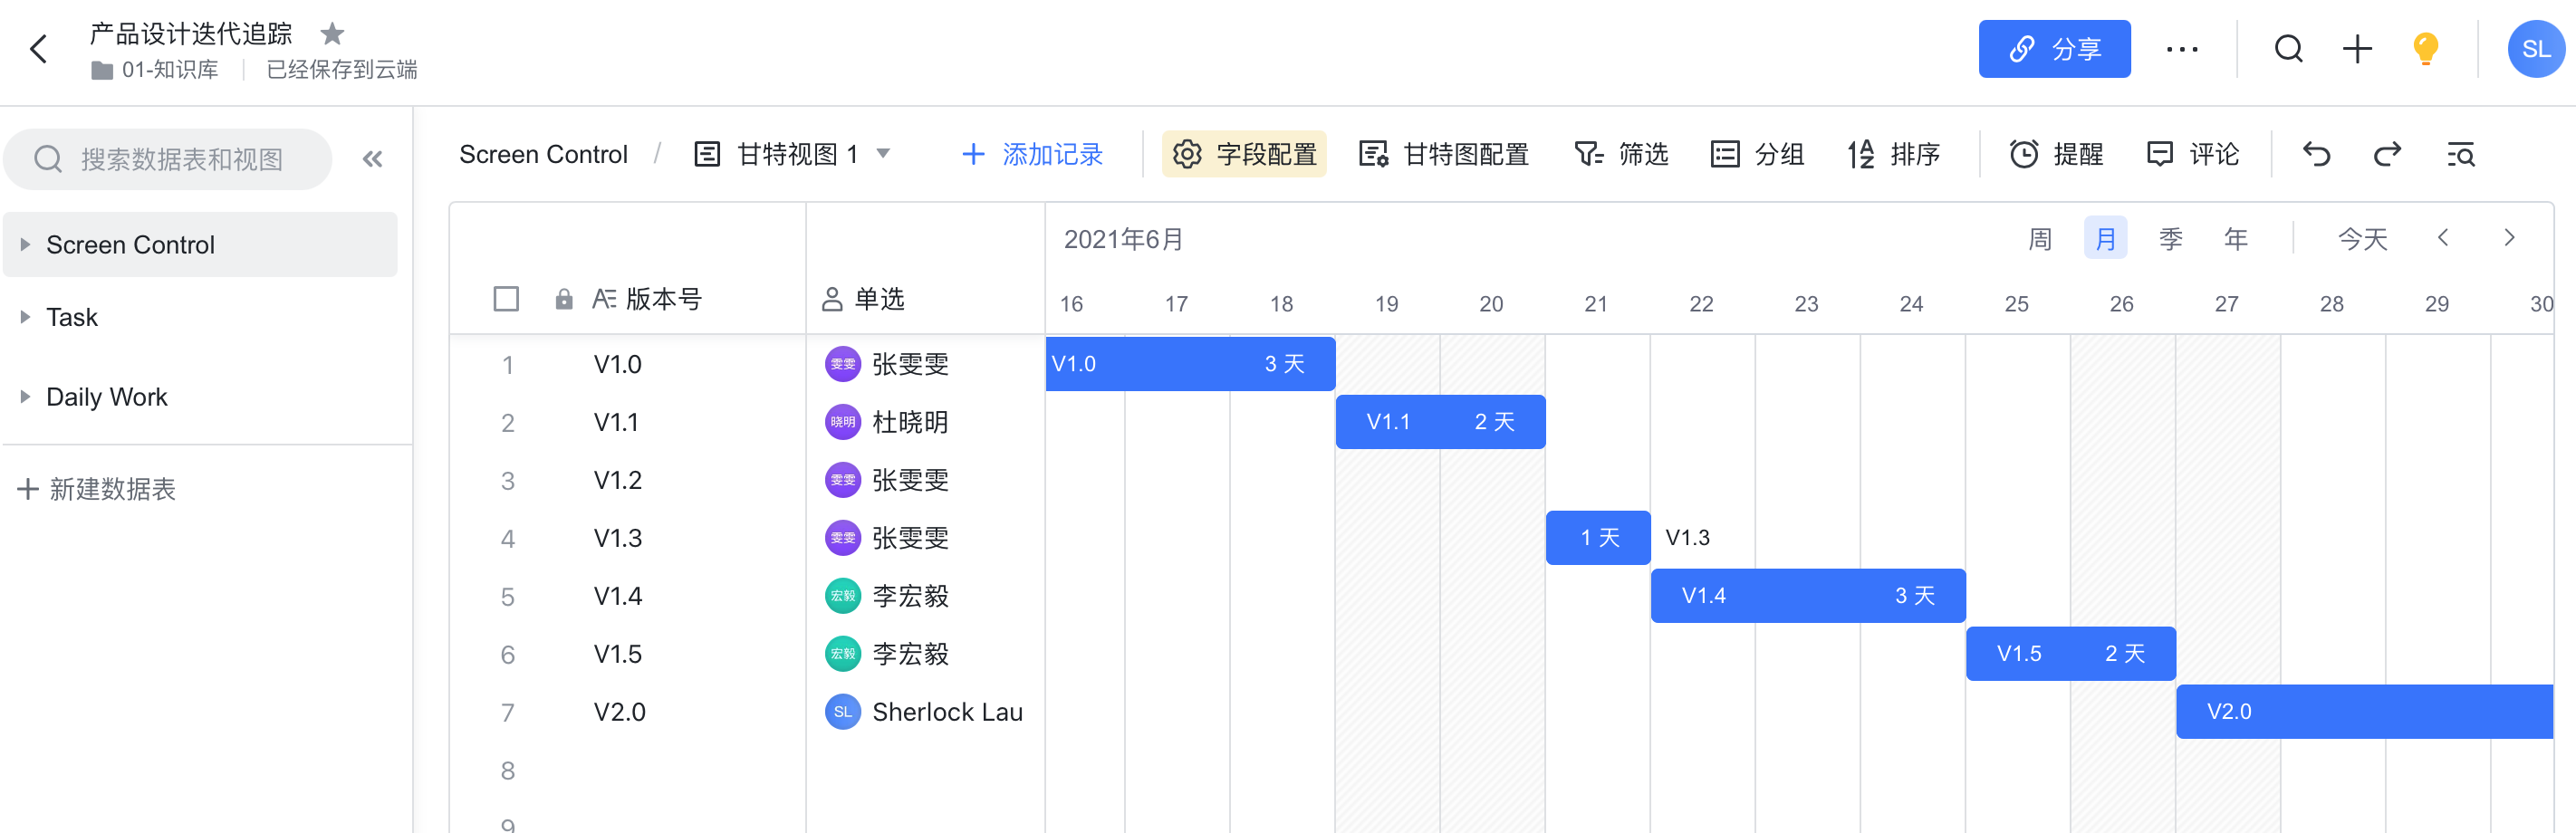 产品设计迭代追踪
01-知识库 已经保存到云端
分享
SL
搜索数据表和视图
Screen Control
Task
Daily Work
新建数据表
Screen Control / 甘特视图 1 添加记录 字段配置 甘特图配置 筛选 分组 排序 提醒 评论
2021年6月 周 月 季 年 今天
版本号 单选 16 17 18 19 20 21 22 23 24 25 26 27 28 29 30
1 V1.0 雯雯 张雯雯 V1.0 3 天
2 V1.1 晓明 杜晓明 V1.1 2 天
3 V1.2 雯雯 张雯雯
4 V1.3 雯雯 张雯雯 1 天 V1.3
5 V1.4 宏毅 李宏毅 V1.4 3 天
6 V1.5 宏毅 李宏毅 V1.5 2 天
7 V2.0 SL Sherlock Lau V2.0
8
9